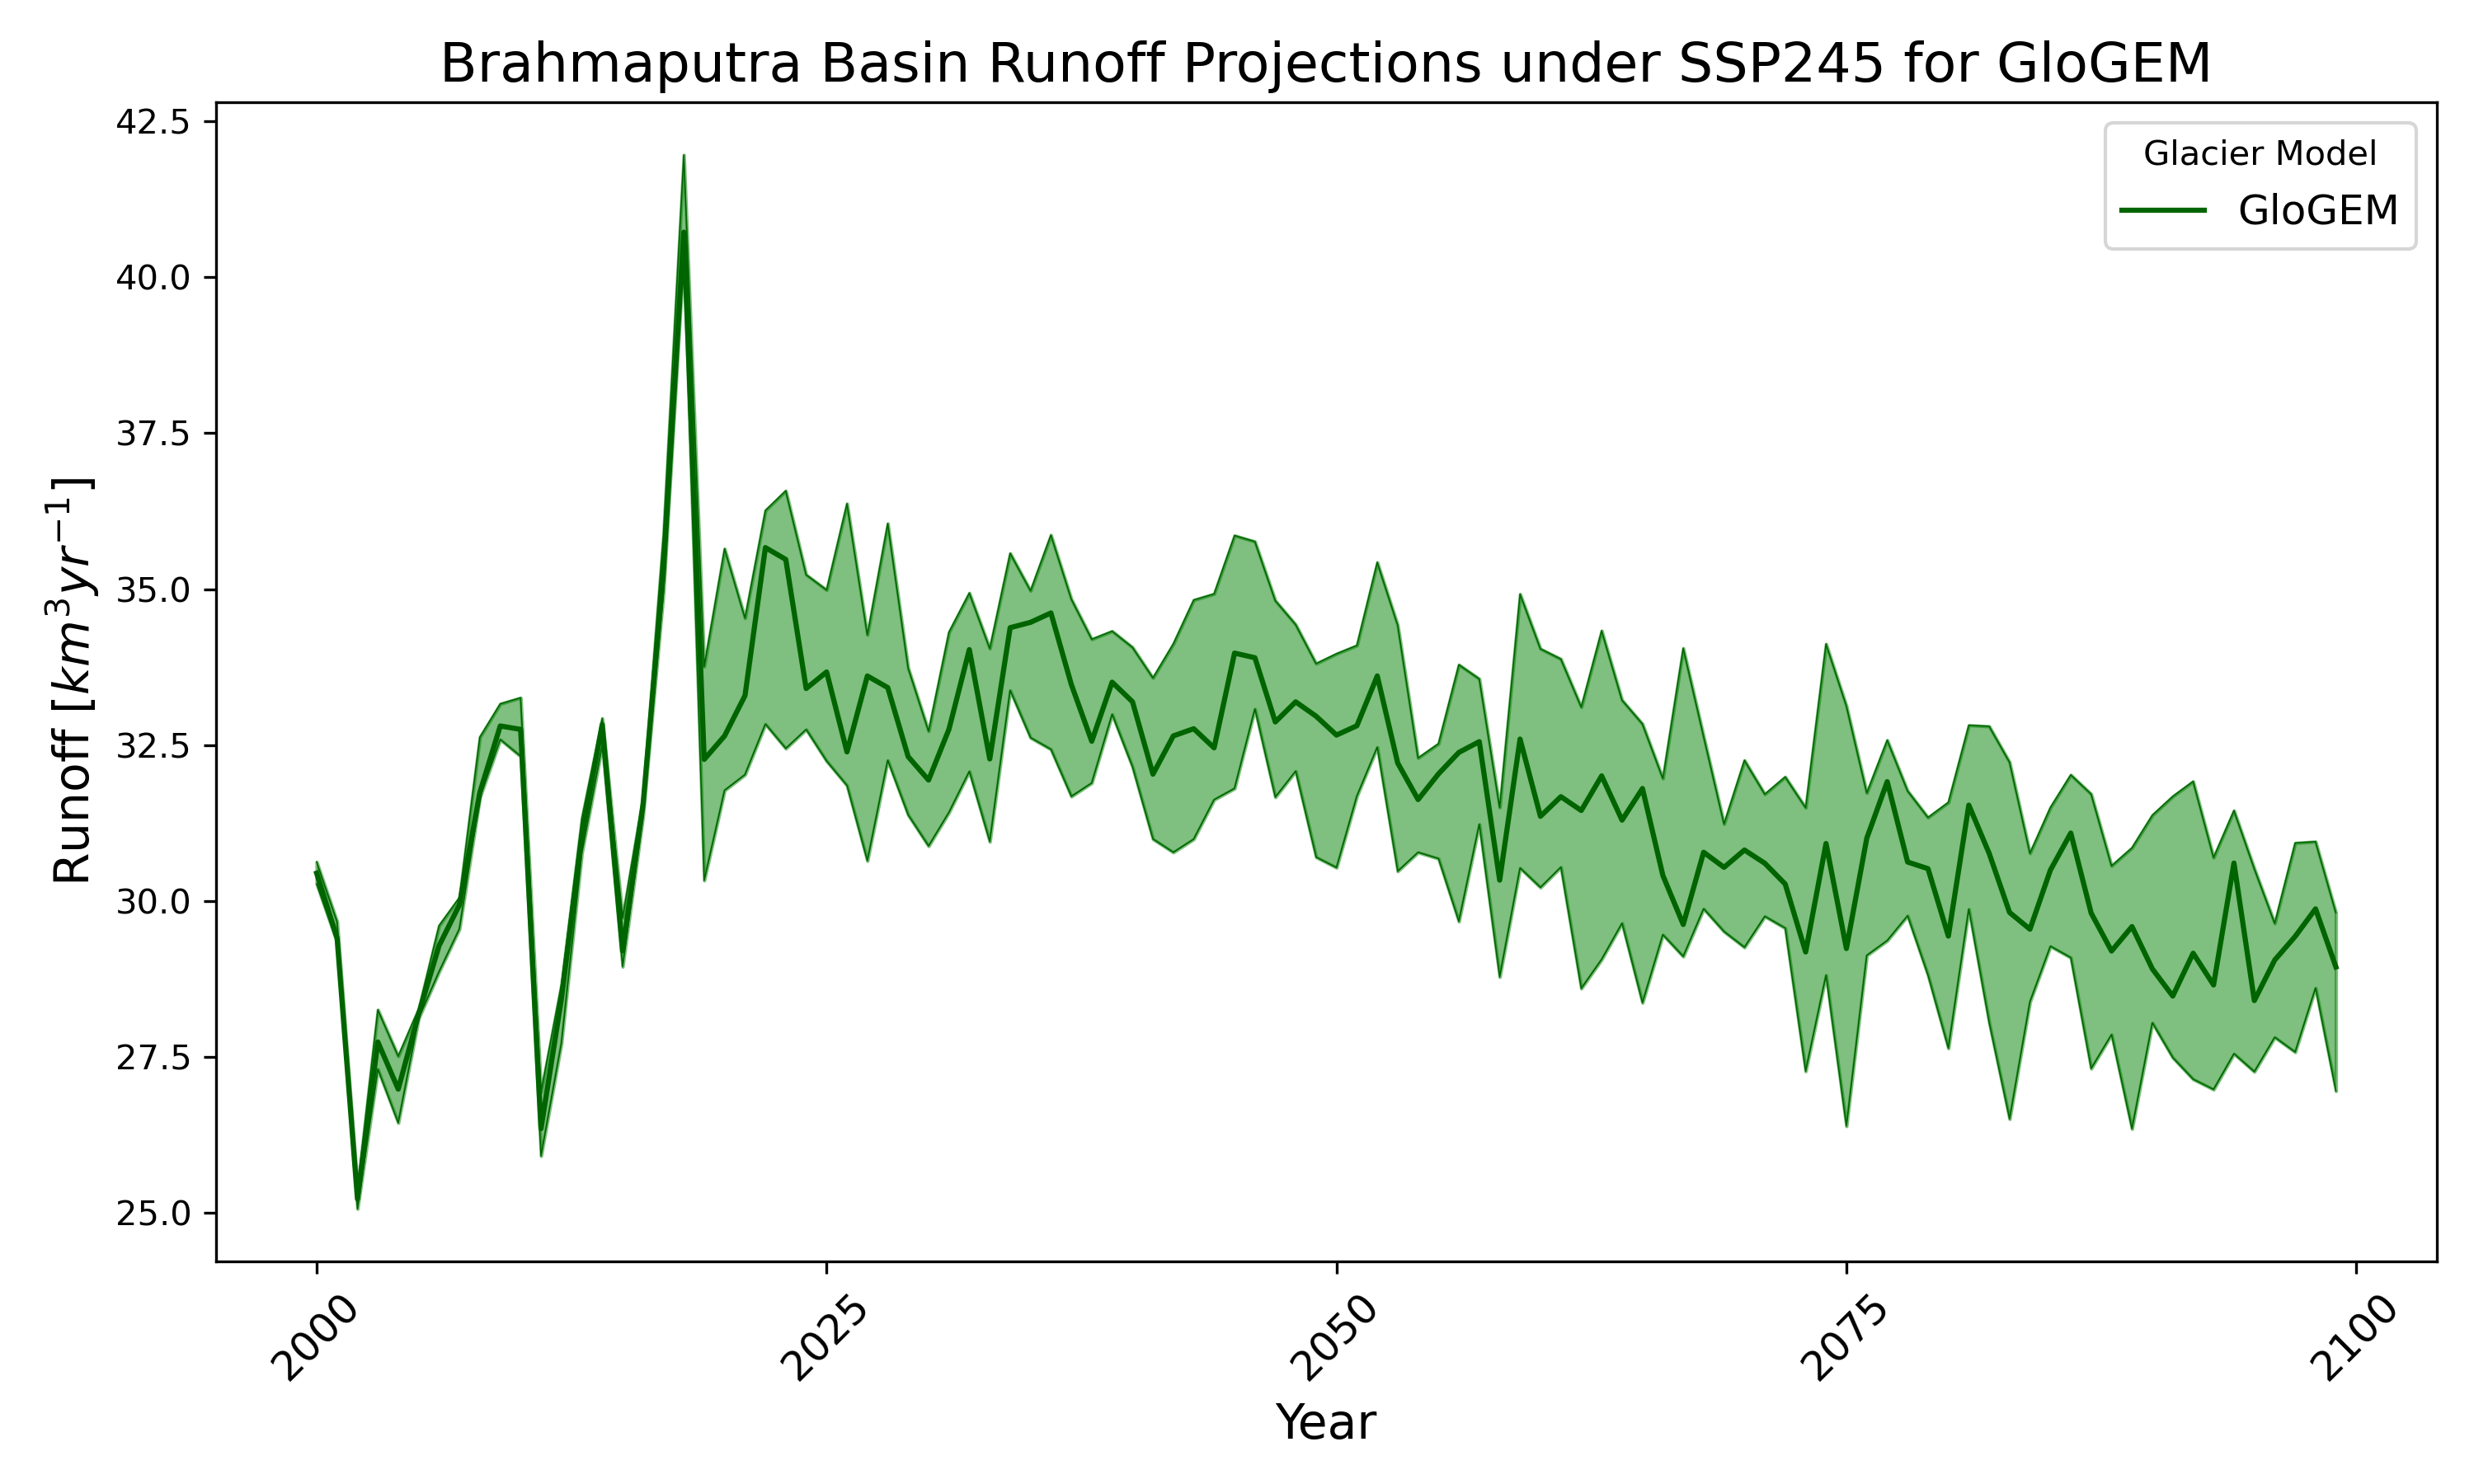 Brahmaputra Basin Runoff Projections under SSP245 for GloGEM
Glacier Model
GloGEM
42.5
40.0
37.5
35.0
32.5
30.0
27.5
25.0
Runoff [km³yr⁻¹]
2000
2025
2050
2075
2100
Year